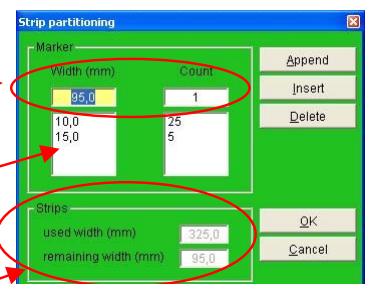 Strip partitioning
Marker
Width (mm) Count
95,0 1
10,0 25
15,0 5
Append
Insert
Delete
Strips
used width (mm) 325,0
remaining width (mm) 95,0
OK
Cancel